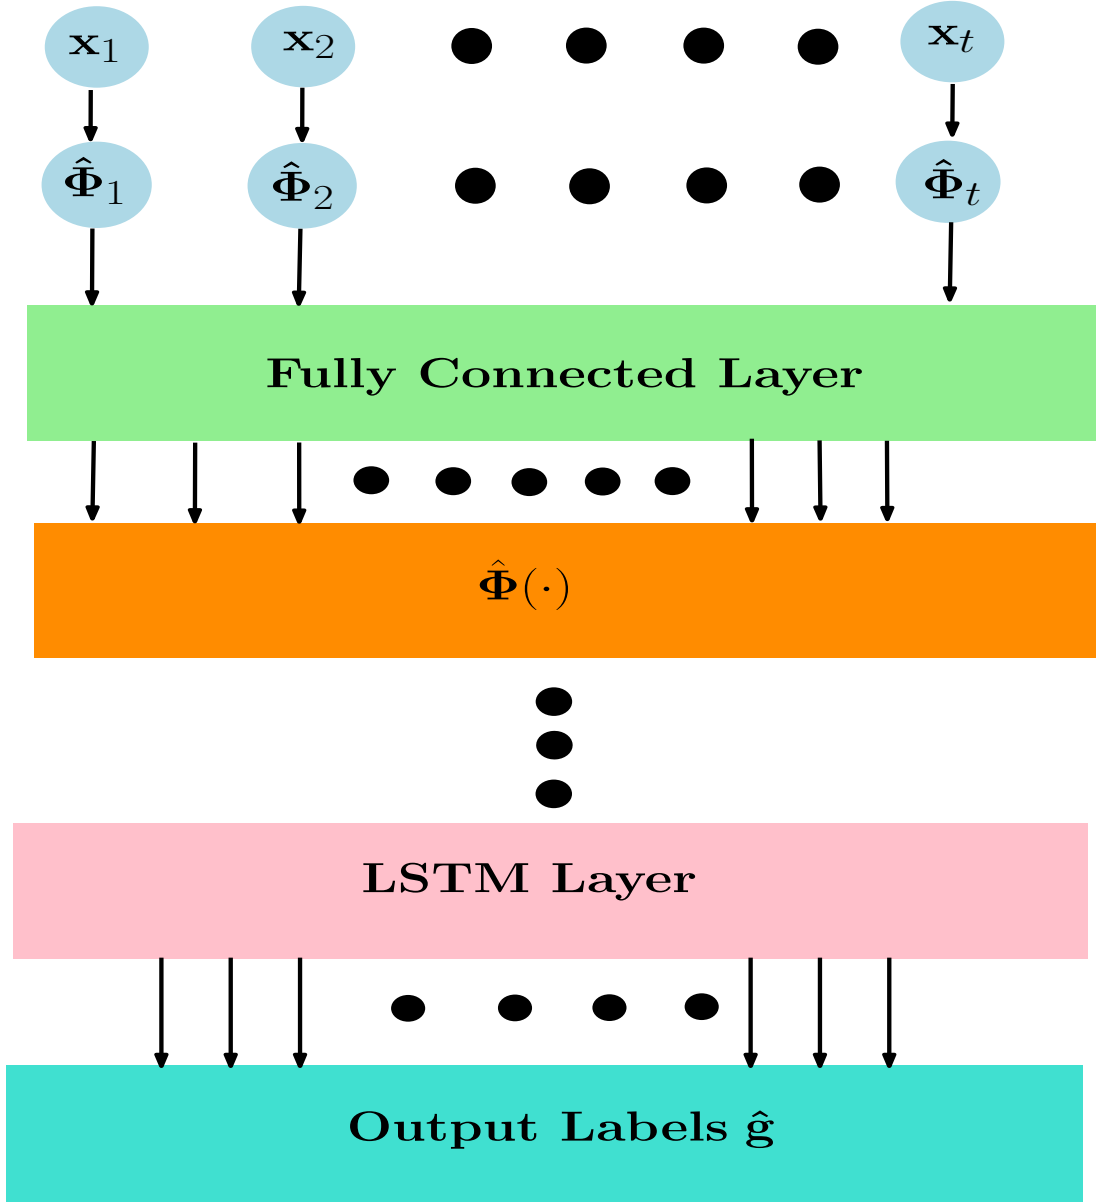 x₁ x₂ xₜ
Φ̂₁ Φ̂₂ Φ̂ₜ
Fully Connected Layer
Φ̂(·)
LSTM Layer
Output Labels ĝ